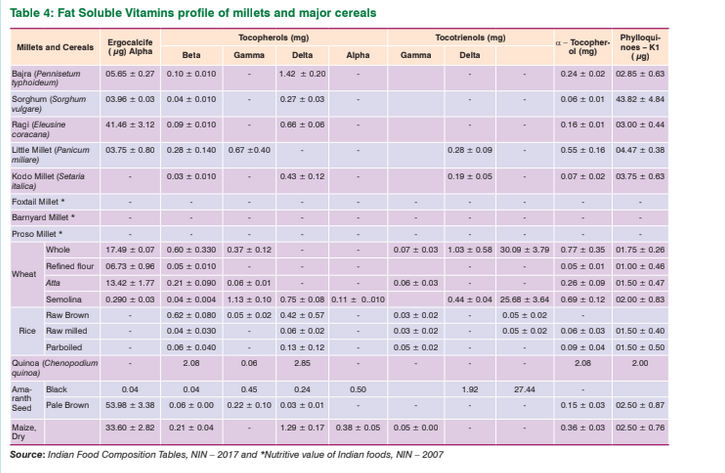 Table 4: Fat Soluble Vitamins profile of millets and major cereals
Millets and Cereals Ergocalcife (µg) Alpha Tocopherols (mg) Tocotrienols (mg) α – Tocopher-ol (mg) Phylloqui-noes – K1 (µg)
Beta Gamma Delta Alpha Gamma Delta
Bajra (Pennisetum typhoideum) 05.65 ± 0.27 0.10 ± 0.010 - 1.42 ± 0.20 - - - - 0.24 ± 0.02 02.85 ± 0.63
Sorghum (Sorghum vulgare) 03.96 ± 0.03 0.04 ± 0.010 - 0.27 ± 0.03 - - - - 0.06 ± 0.01 43.82 ± 4.84
Ragi (Eleusine coracana) 41.46 ± 3.12 0.09 ± 0.010 - 0.66 ± 0.06 - - - - 0.16 ± 0.01 03.00 ± 0.44
Little Millet (Panicum miliare) 03.75 ± 0.80 0.28 ± 0.140 0.67 ±0.40 - - 0.28 ± 0.09 - 0.55 ± 0.16 04.47 ± 0.38
Kodo Millet (Setaria italica) - 0.03 ± 0.010 - 0.43 ± 0.12 - 0.19 ± 0.05 - 0.07 ± 0.02 03.75 ± 0.63
Foxtail Millet * - - - - - - - - - -
Barnyard Millet * - - - - - - - - - -
Proso Millet * - - - - - - - - - -
Wheat
Whole 17.49 ± 0.07 0.60 ± 0.330 0.37 ± 0.12 - - 0.07 ± 0.03 1.03 ± 0.58 30.09 ± 3.79 0.77 ± 0.35 01.75 ± 0.26
Refined flour 06.73 ± 0.96 0.05 ± 0.010 - - - - - - 0.05 ± 0.01 01.00 ± 0.46
Atta 13.42 ± 1.77 0.21 ± 0.090 0.06 ± 0.01 - - 0.06 ± 0.03 - - 0.26 ± 0.09 01.50 ± 0.47
Semolina 0.290 ± 0.03 0.04 ± 0.004 1.13 ± 0.10 0.75 ± 0.08 0.11 ± 0..010 0.44 ± 0.04 25.68 ± 3.64 0.69 ± 0.12 02.00 ± 0.83
Rice
Raw Brown - 0.62 ± 0.080 0.05 ± 0.02 0.42 ± 0.57 - 0.03 ± 0.02 - 0.05 ± 0.02 -
Raw milled - 0.04 ± 0.030 - 0.06 ± 0.02 - 0.03 ± 0.02 - 0.05 ± 0.02 0.06 ± 0.03 01.50 ± 0.40
Parboiled - 0.06 ± 0.040 - 0.13 ± 0.12 - 0.05 ± 0.02 - - 0.09 ± 0.04 01.50 ± 0.50
Quinoa (Chenopodium quinoa) - 2.08 0.06 2.85 - - - - 2.08 2.00
Ama-ranth Seed
Black 0.04 0.04 0.45 0.24 0.50 1.92 27.44 -
Pale Brown 53.98 ± 3.38 0.06 ± 0.00 0.22 ± 0.10 0.03 ± 0.01 - - - 0.15 ± 0.03 02.50 ± 0.87
Maize, Dry 33.60 ± 2.82 0.21 ± 0.04 - 1.29 ± 0.17 0.38 ± 0.05 0.05 ± 0.00 - - 0.36 ± 0.03 02.50 ± 0.76
Source: Indian Food Composition Tables, NIN – 2017 and *Nutritive value of Indian foods, NIN – 2007